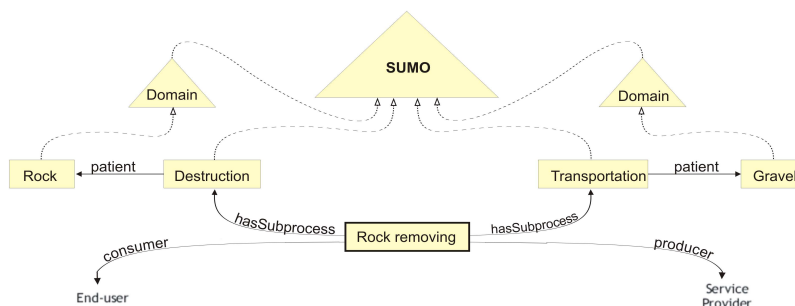 SUMO
Domain
Domain
Rock
patient
Destruction
Transportation
patient
Gravel
hasSubprocess
hasSubprocess
Rock removing
consumer
producer
End-user
Service
Provider